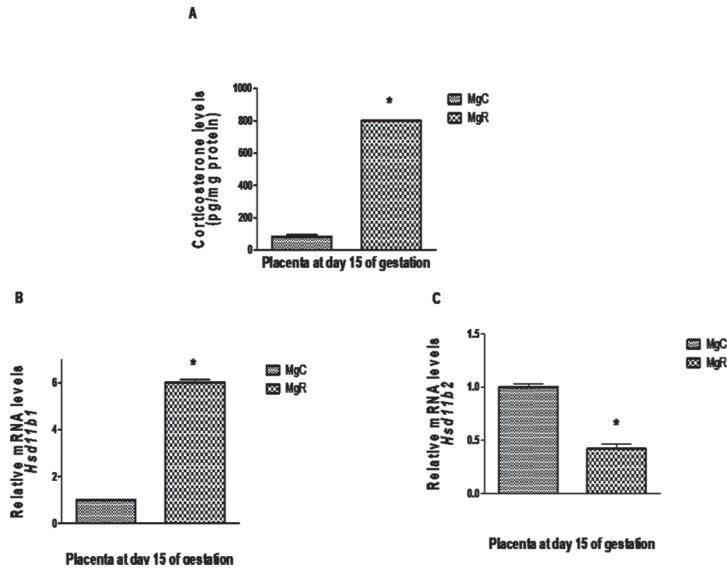 A
Corticosterone levels
(pg/mg protein)
1000
800
600
400
200
0
*
MgC
MgR
Placenta at day 15 of gestation
B
Relative mRNA levels
Hsd11b1
6
4
2
0
*
MgC
MgR
Placenta at day 15 of gestation
C
Relative mRNA levels
Hsd11b2
1.5
1.0
0.5
0.0
*
MgC
MgR
Placenta at day 15 of gestation